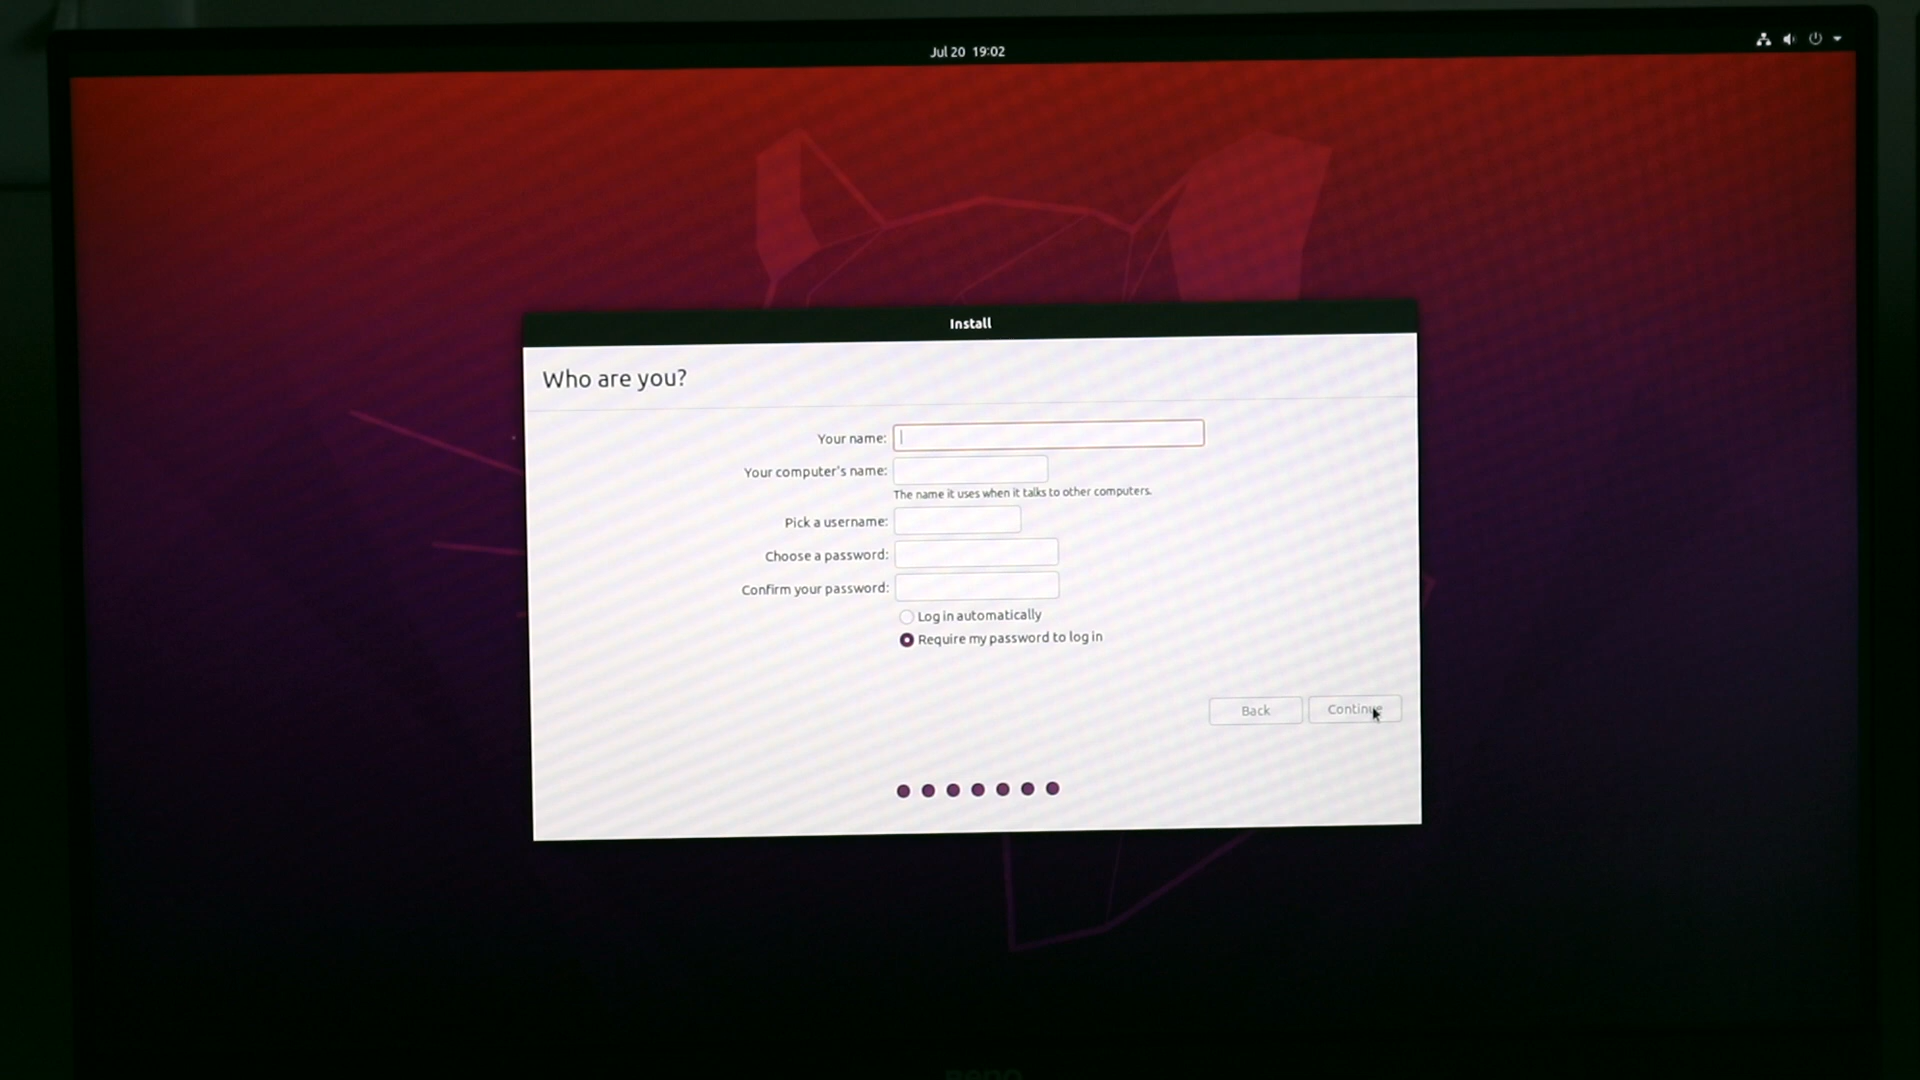 Jul 20 19:02
Install
Who are you?
Your name:
Your computer's name:
The name it uses when it talks to other computers.
Pick a username:
Choose a password:
Confirm your password:
Log in automatically
Require my password to log in
Back
Continue